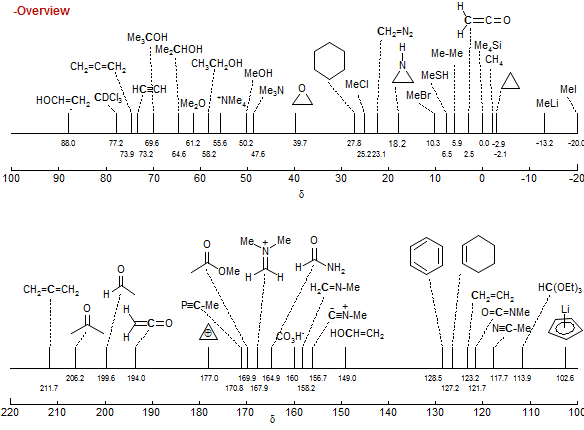 -Overview
CH₂=C=CH₂
HOCH=CH₂
CDCl₃
Me₃COH
HC≡CH
Me₂CHOH
Me₂O
CH₃CH₂OH
⁺NMe₄
MeOH
Me₃N
O
MeCl
CH₂=N₂
H
N
MeBr
MeSH
Me-Me
H
C=C=O
H
Me₄Si
CH₄
MeLi
MeI
88.0 77.2 73.9 73.2 69.6 64.6 61.2 58.2 55.6 50.2 47.6 39.7 27.8 25.2 23.1 18.2 10.3 7.6 5.9 2.5 0.0 -2.1 -2.9 -13.2 -20.0
100 90 80 70 60 50 40 30 20 10 0 -10 -20
δ
CH₂=C=CH₂
O
H
O
H
C=C=O
H
O
OMe
P≡C-Me
⊕
Me + Me
N
H H
O
H NH₂
H₂C=N-Me
- +
C≡N-Me
CO₃H⁻
HOCH=CH₂
CH₂=CH₂
O=C=NMe
N≡C-Me
HC(OEt)₃
Li
211.7 206.2 199.6 194.0 177.0 170.8 169.9 167.9 164.9 160 158.2 156.7 149.0 128.5 127.2 123.2 121.7 117.7 113.9 102.6
220 210 200 190 180 170 160 150 140 130 120 110 100
δ